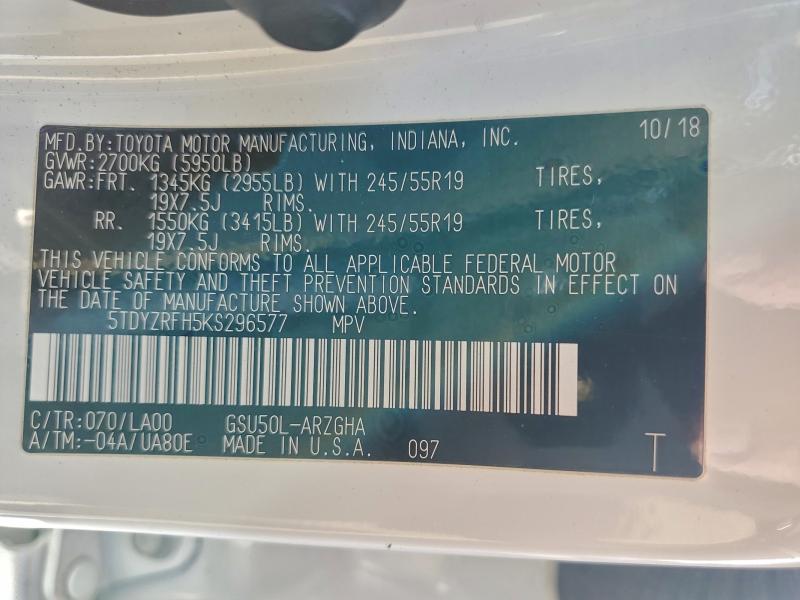 MFD.BY:TOYOTA MOTOR MANUFACTURING, INDIANA, INC. 10/18
GVWR:2700KG (5950LB)
GAWR:FRT. 1345KG (2955LB) WITH 245/55R19 TIRES,
19X7.5J RIMS.
RR. 1550KG (3415LB) WITH 245/55R19 TIRES,
19X7.5J RIMS.
THIS VEHICLE CONFORMS TO ALL APPLICABLE FEDERAL MOTOR
VEHICLE SAFETY AND THEFT PREVENTION STANDARDS IN EFFECT ON
THE DATE OF MANUFACTURE SHOWN ABOVE.
5TDYZRFH5KS296577 MPV
C/TR:070/LA00 GSU50L-ARZGHA
A/TM:-04A/UA80E MADE IN U.S.A. 097 T